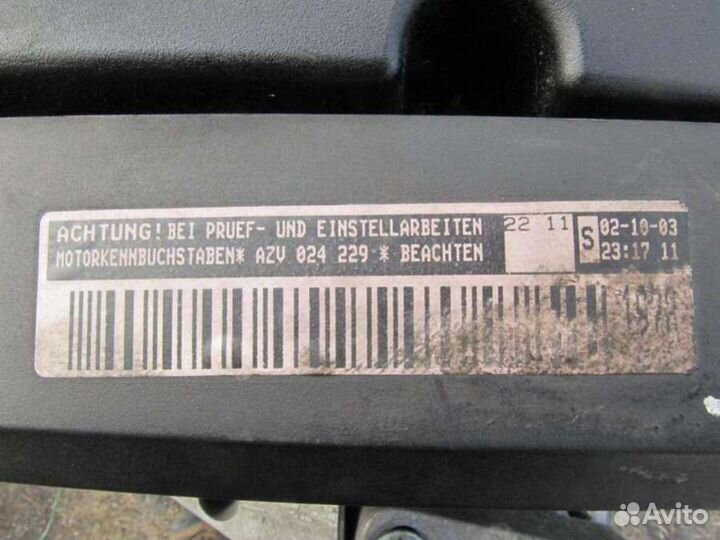 ACHTUNG! BEI PRUEF- UND EINSTELLARBEITEN
MOTORKENNBUCHSTABEN* AZV 024 229 * BEACHTEN
22 11
S
02-10-03
23:17 11
Avito